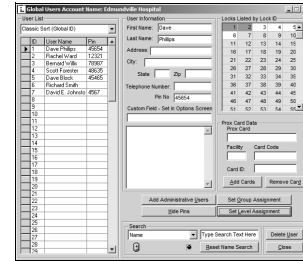 Global Users Account Name: Edmundville Hospital
User List
Classic Sort (Global ID)
ID User Name Pin
1 Dave Phillips 45654
2 Rachel Ward 12321
3 Bernard Willis 78987
4 Scott Forester 48635
5 Dave Block 45465
6 Richard Smith
7 David E. Johnsto 4567
8
9
10
11
12
13
14
15
16
17
18
19
20
21
22
23
24
25
26
27
28
29
User Information
First Name: Dave
Last Name: Phillips
Address:
City:
State: Zip
Telephone Number:
Pin No 45654
Custom Field - Set in Options Screen
Locks Listed by Lock ID
1 2 3 4 5
6 7 8 9 10
11 12 13 14 15
16 17 18 19 20
21 22 23 24 25
26 27 28 29 30
31 32 33 34 35
36 37 38 39 40
41 42 43 44 45
46 47 48 49 50
51 52 53 54 55
Prox Card Data
Prox Card
Facility Card Code
Card ID:
Add Cards Remove Card
Add Administrative Users Set Group Assignment
Hide Pins Set Level Assignment
Search
Name Type Search Text Here Delete User
Reset Name Search Close